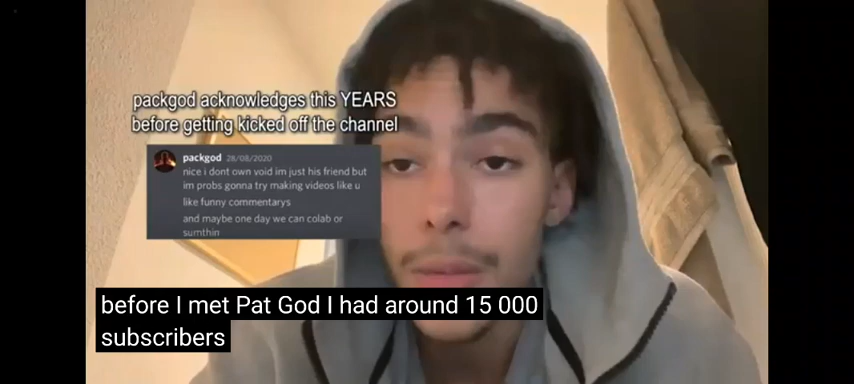 packgod acknowledges this YEARS
before getting kicked off the channel
packgod 28/08/2020
nice i dont own void im just his friend but
im probs gonna try making videos like u
like funny commentarys
and maybe one day we can colab or
sumthin
before I met Pat God I had around 15 000
subscribers